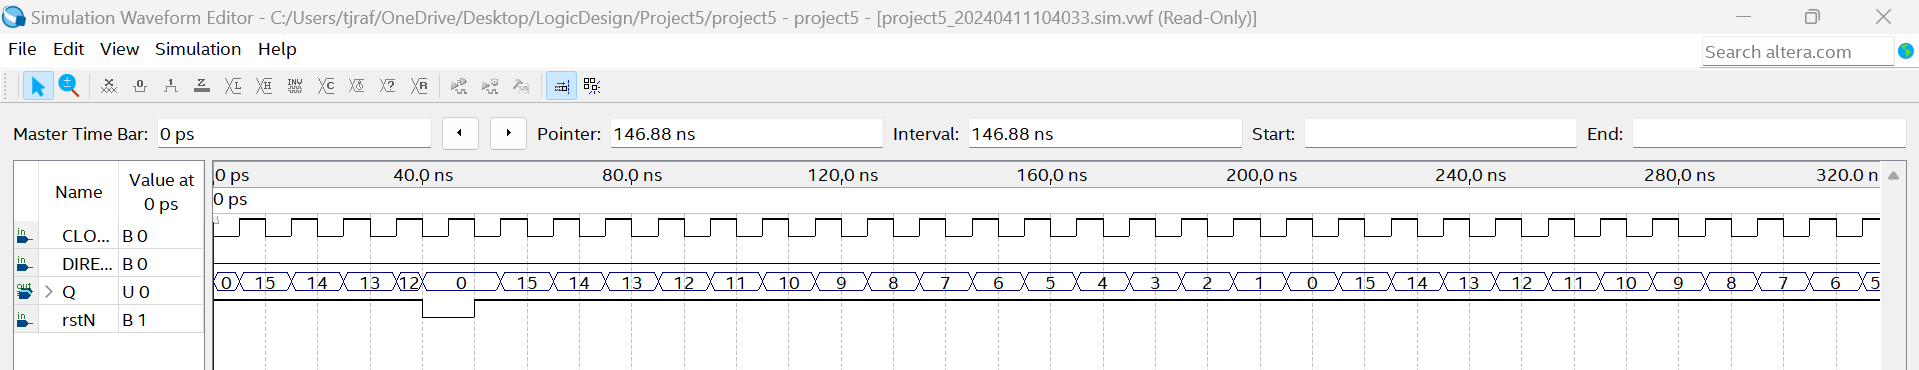 Simulation Waveform Editor - C:/Users/tjraf/OneDrive/Desktop/LogicDesign/Project5/project5 - project5 - [project5_20240411104033.sim.vwf (Read-Only)]
File Edit View Simulation Help
Search altera.com
Master Time Bar: 0 ps Pointer: 146.88 ns Interval: 146.88 ns Start: End:
Name Value at 0 ps
0 ps 40.0 ns 80.0 ns 120.0 ns 160.0 ns 200.0 ns 240.0 ns 280.0 ns 320.0 n
0 ps
in CLO... B 0
in DIRE... B 0
out Q U 0 0 15 14 13 12 0 15 14 13 12 11 10 9 8 7 6 5 4 3 2 1 0 15 14 13 12 11 10 9 8 7 6 5
in rstN B 1